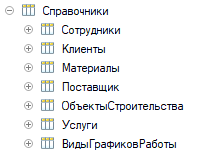 Справочники
Сотрудники
Клиенты
Материалы
Поставщик
ОбъектыСтроительства
Услуги
ВидыГрафиковРаботы